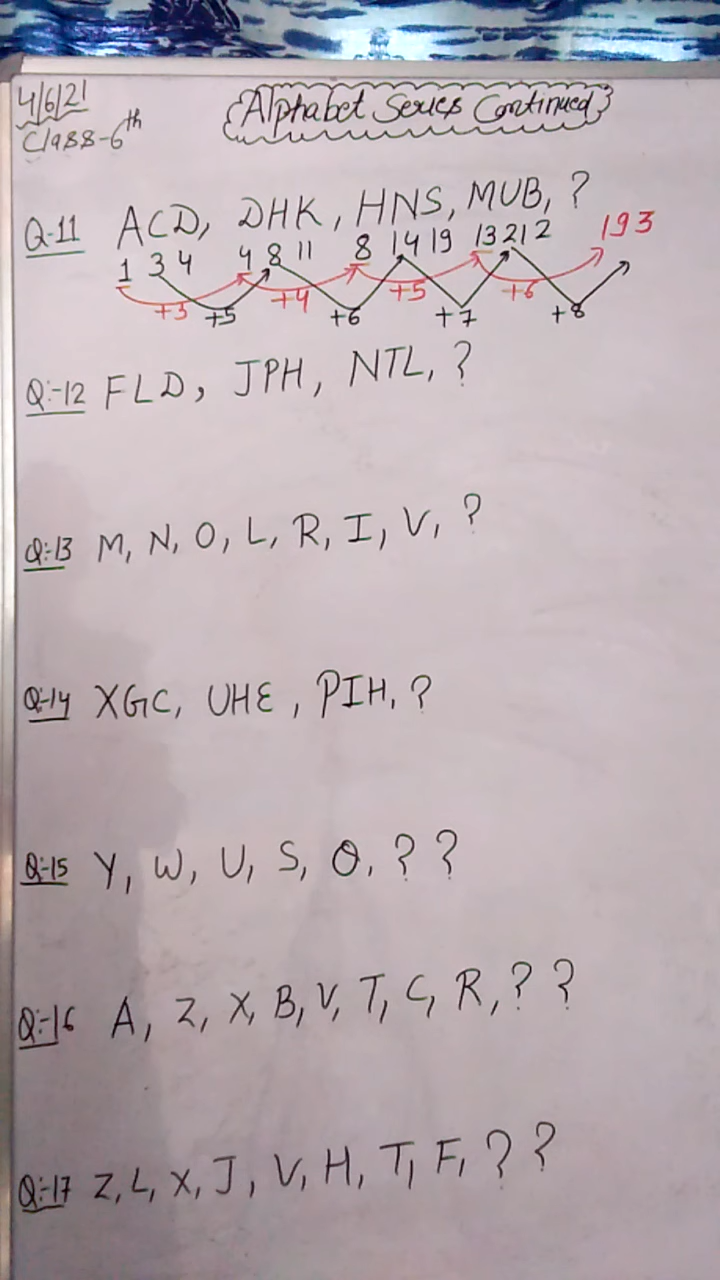 4/6/21
Class-6th
Alphabet Series Continued
Q-11 ACD, DHK, HNS, MUB, ?
1 3 4 4 8 11 8 14 19 13 21 2 19 3
+3 +5 +4 +6 +5 +7 +6 +8
Q:-12 FLD, JPH, NTL, ?
Q:-13 M, N, O, L, R, I, V, ?
Q:-14 XGC, UHE, PIH, ?
Q:-15 Y, W, U, S, Q, ? ?
Q:-16 A, Z, X, B, V, T, C, R, ? ?
Q:-17 Z, L, X, J, V, H, T, F, ? ?